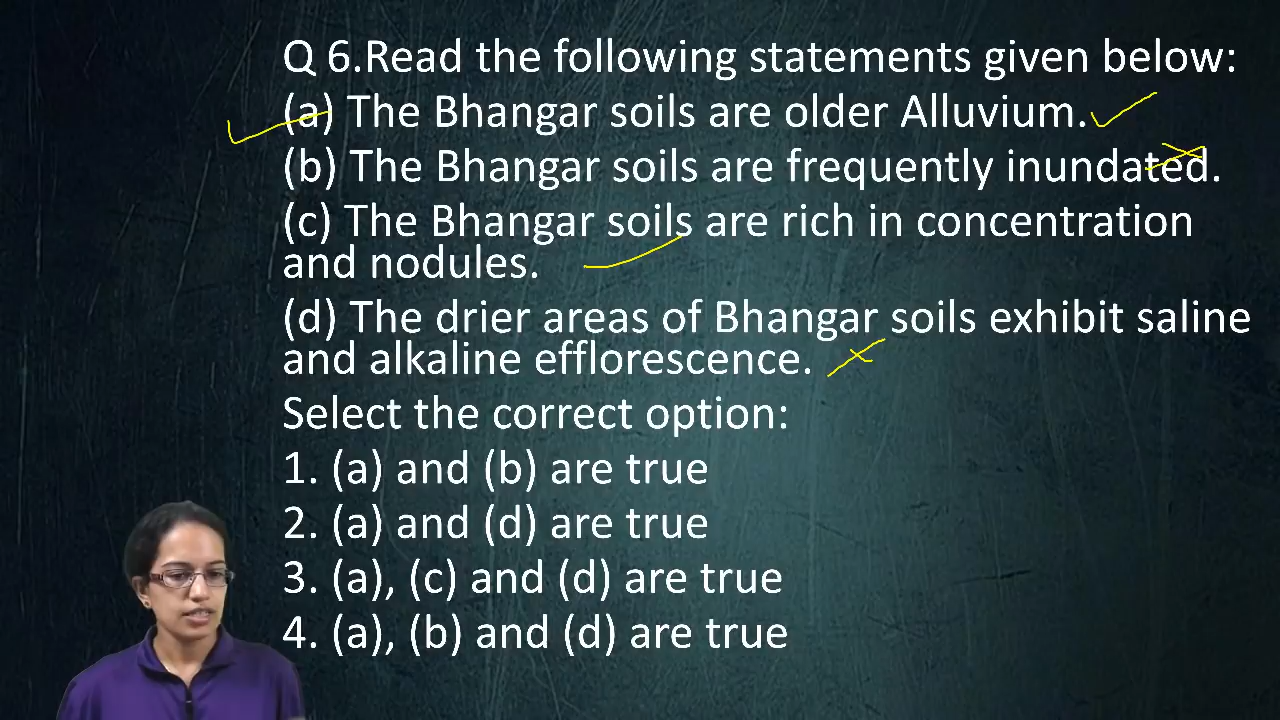 Q 6.Read the following statements given below:
(a) The Bhangar soils are older Alluvium.
(b) The Bhangar soils are frequently inundated.
(c) The Bhangar soils are rich in concentration
and nodules.
(d) The drier areas of Bhangar soils exhibit saline
and alkaline efflorescence.
Select the correct option:
1. (a) and (b) are true
2. (a) and (d) are true
3. (a), (c) and (d) are true
4. (a), (b) and (d) are true